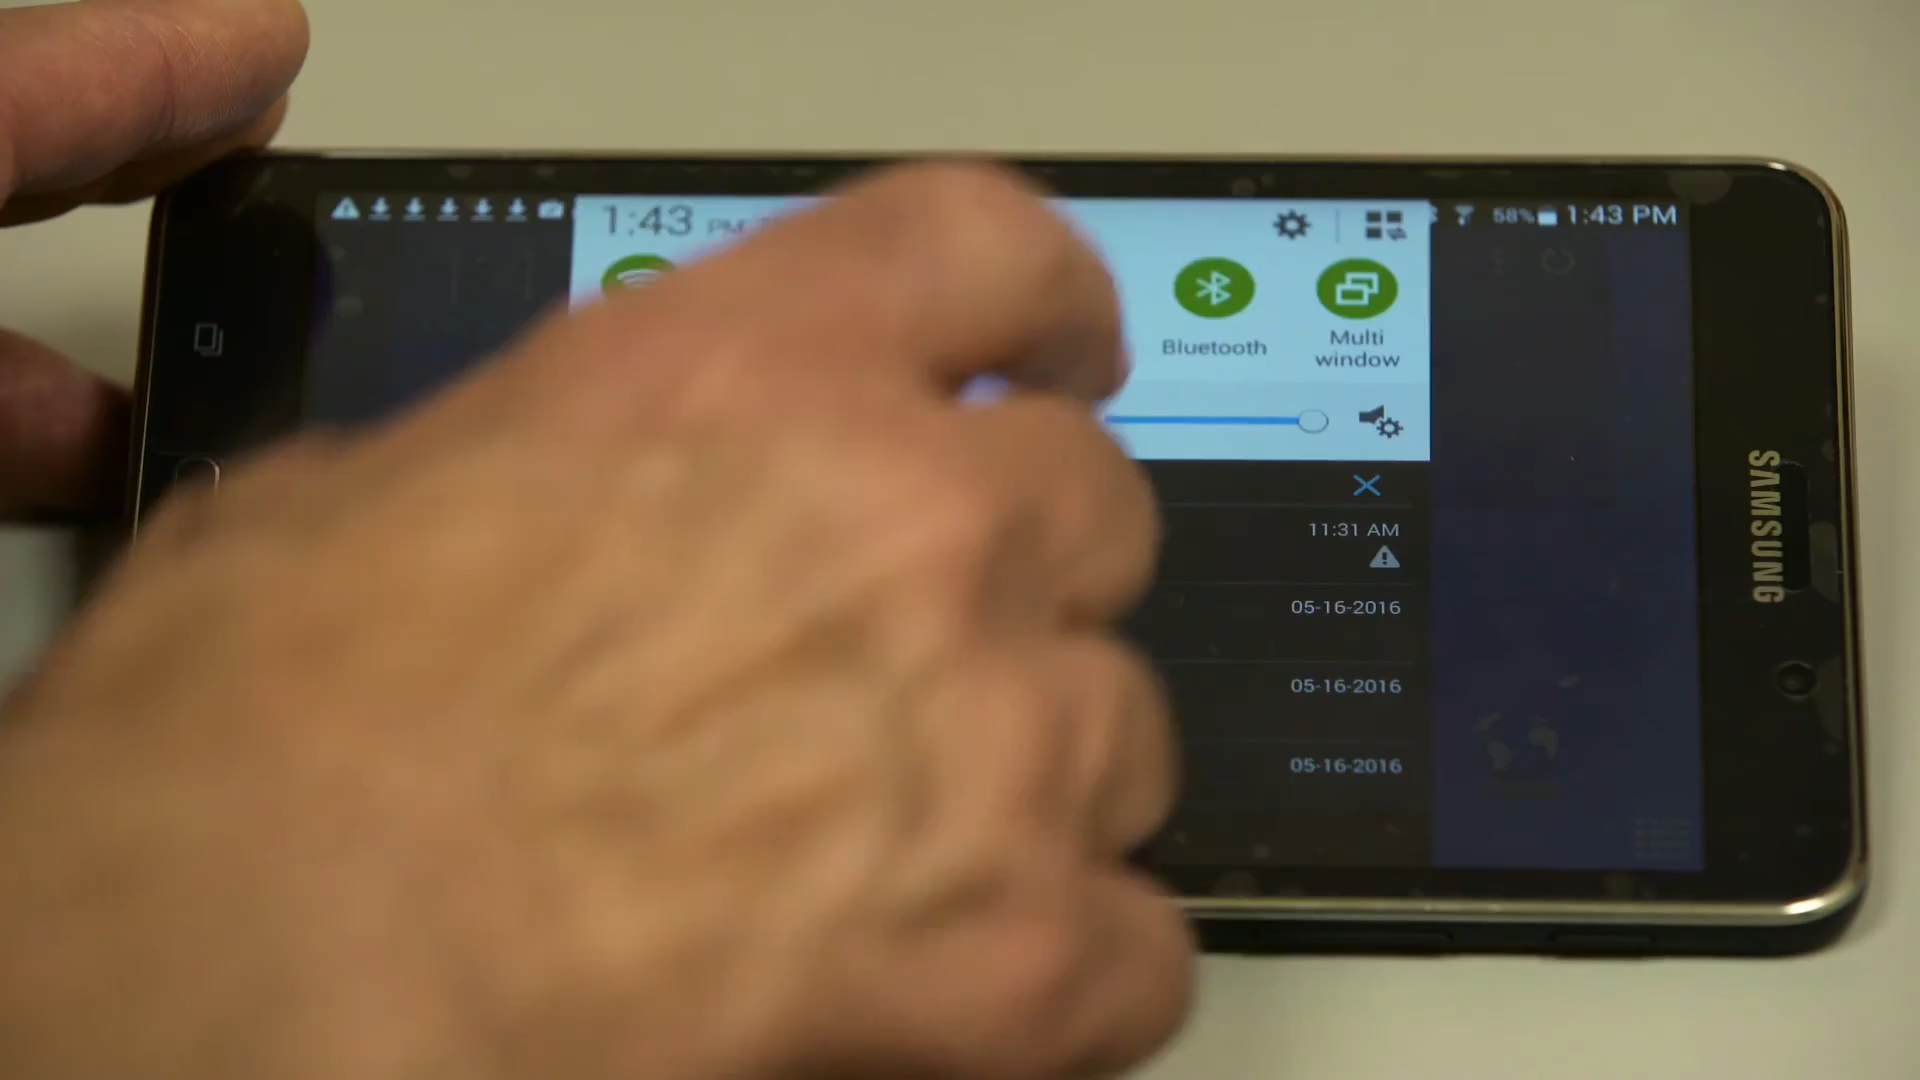 1:43 PM
58% 1:43 PM
Bluetooth
Multi
window
11:31 AM
05-16-2016
05-16-2016
05-16-2016
SAMSUNG